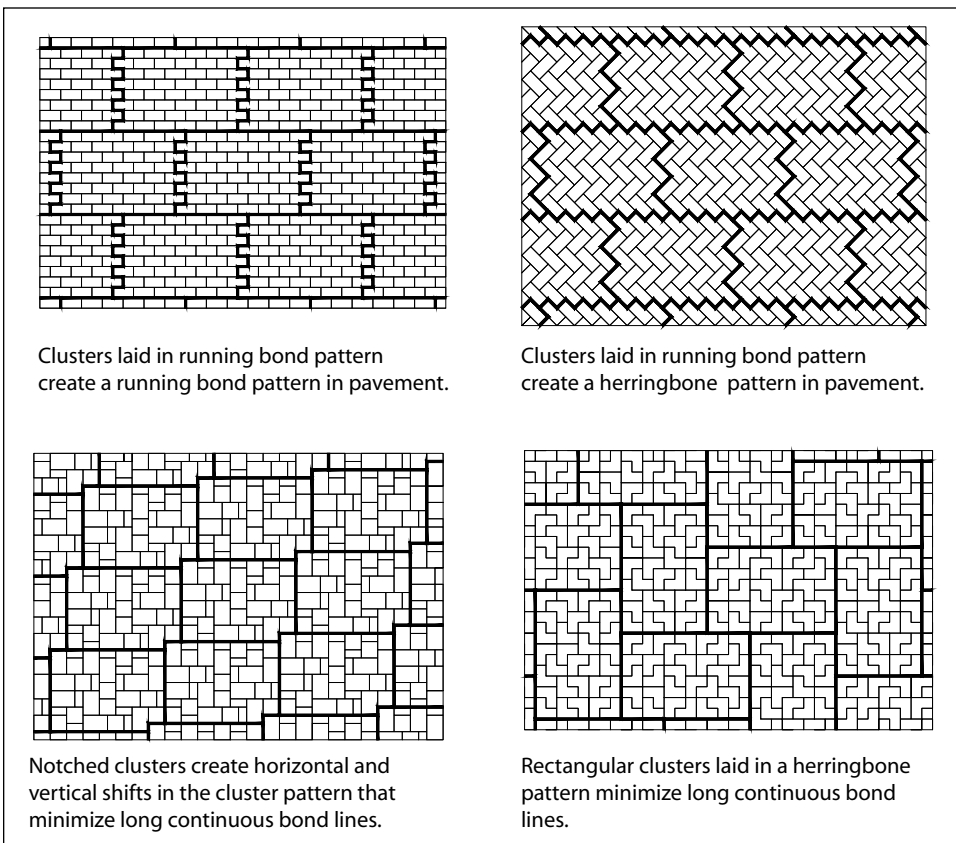 Clusters laid in running bond pattern
create a running bond pattern in pavement.
Clusters laid in running bond pattern
create a herringbone pattern in pavement.
Notched clusters create horizontal and
vertical shifts in the cluster pattern that
minimize long continuous bond lines.
Rectangular clusters laid in a herringbone
pattern minimize long continuous bond
lines.